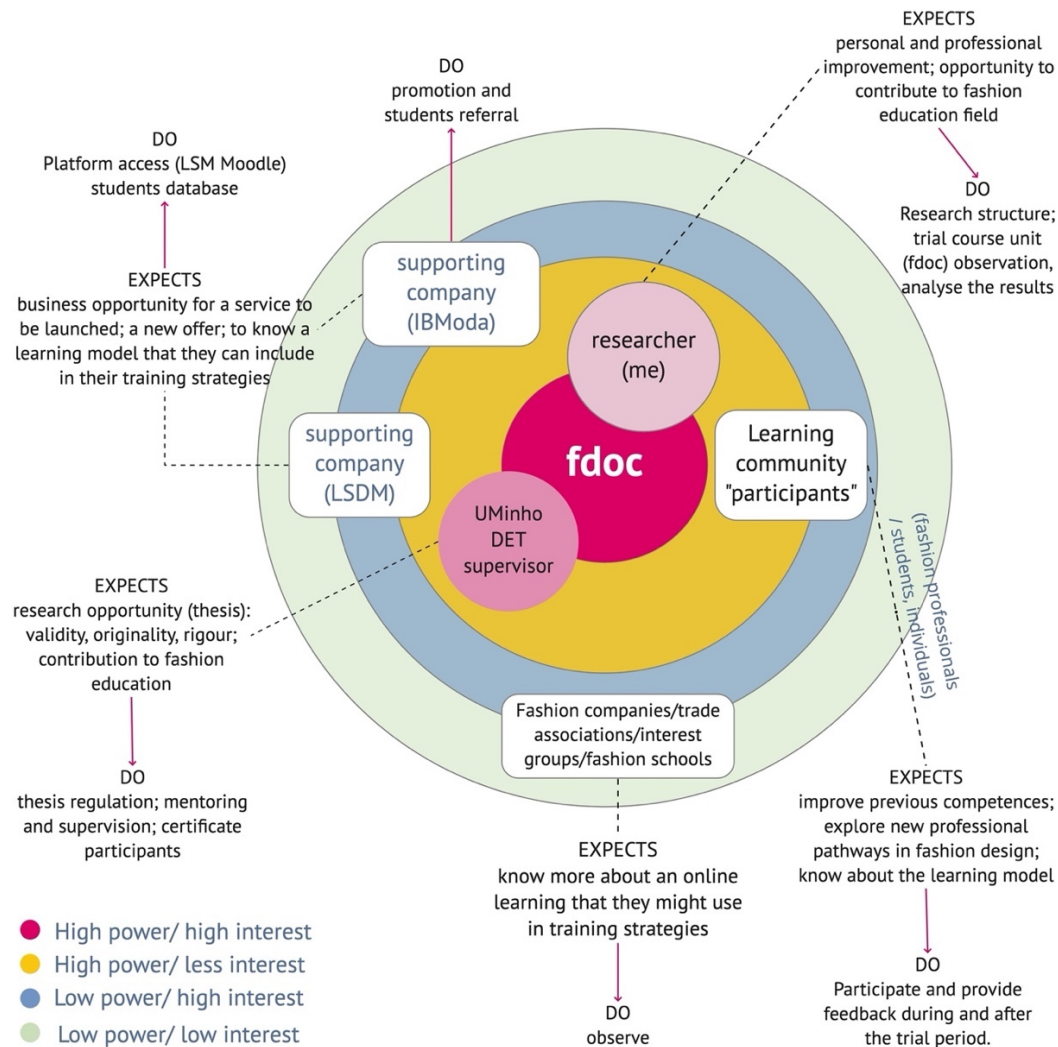 EXPECTS
personal and professional
improvement; opportunity to
contribute to fashion
education field
DO
Research structure;
trial course unit
(fdoc) observation,
analyse the results
DO
promotion and
students referral
DO
Platform access (LSM Moodle)
students database
EXPECTS
business opportunity for a service to
be launched; a new offer; to know a
learning model that they can include
in their training strategies
supporting
company
(IBModa)
researcher
(me)
supporting
company
(LSDM)
fdoc
Learning
community
"participants"
(fashion professionals
/ students, individuals)
UMinho
DET
supervisor
EXPECTS
research opportunity (thesis):
validity, originality, rigour;
contribution to fashion
education
DO
thesis regulation; mentoring
and supervision; certificate
participants
Fashion companies/trade
associations/interest
groups/fashion schools
EXPECTS
know more about an online
learning that they might use
in training strategies
DO
observe
EXPECTS
improve previous competences;
explore new professional
pathways in fashion design;
know about the learning model
DO
Participate and provide
feedback during and after
the trial period.
High power/ high interest
High power/ less interest
Low power/ high interest
Low power/ low interest